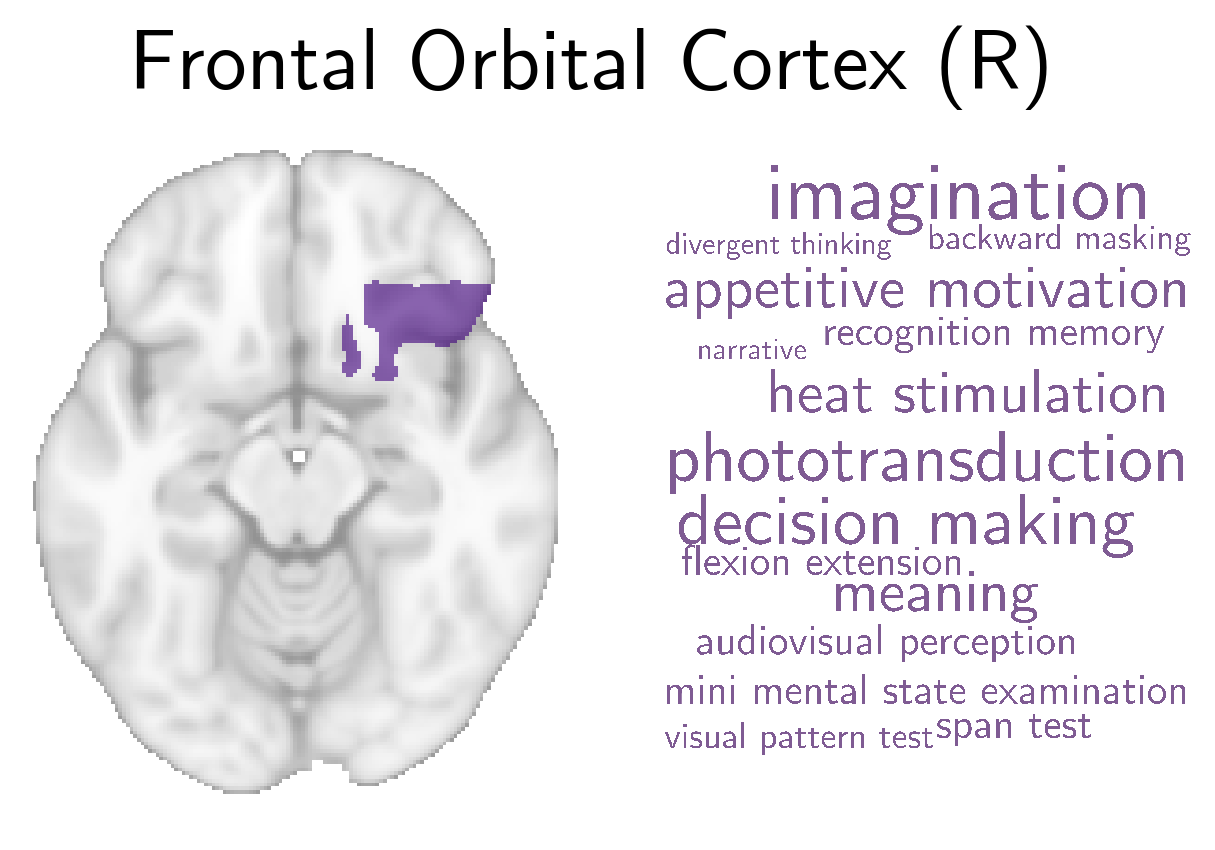 Frontal Orbital Cortex (R)
imagination
divergent thinking backward masking
appetitive motivation
recognition memory
narrative
heat stimulation
phototransduction
decision making
flexion extension
meaning
audiovisual perception
mini mental state examination
visual pattern test span test